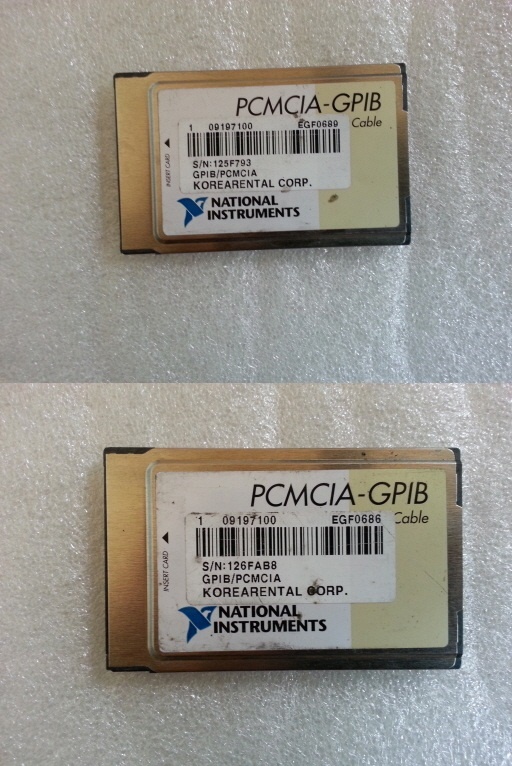 PCMCIA-GPIB
1 09197100 EGF0689
Cable
S/N:125F793
GPIB/PCMCIA
KOREARENTAL CORP.
INSERT CARD
NATIONAL
INSTRUMENTS
PCMCIA-GPIB
1 09197100 EGF0686
Cable
S/N:126FAB8
GPIB/PCMCIA
KOREARENTAL CORP.
INSERT CARD
NATIONAL
INSTRUMENTS